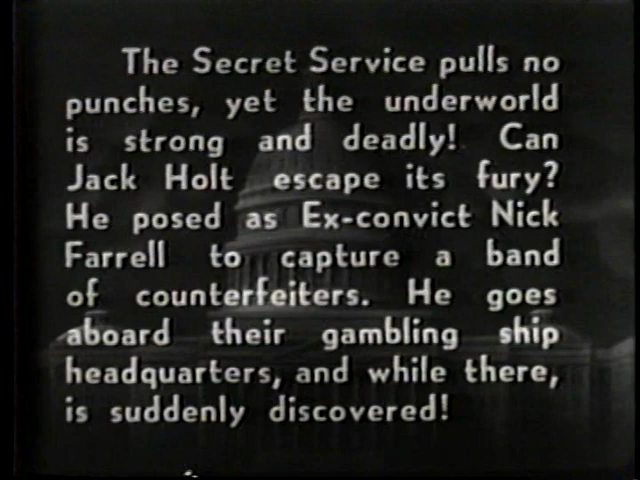 The Secret Service pulls no
punches, yet the underworld
is strong and deadly! Can
Jack Holt escape its fury?
He posed as Ex-convict Nick
Farrell to capture a band
of counterfeiters. He goes
aboard their gambling ship
headquarters, and while there,
is suddenly discovered!